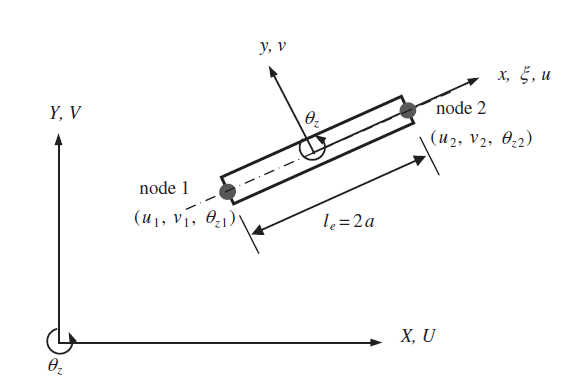 y, v
x, ξ, u
Y, V
θz
node 2
(u2, v2, θz2)
node 1
(u1, v1, θz1)
le = 2a
X, U
θz